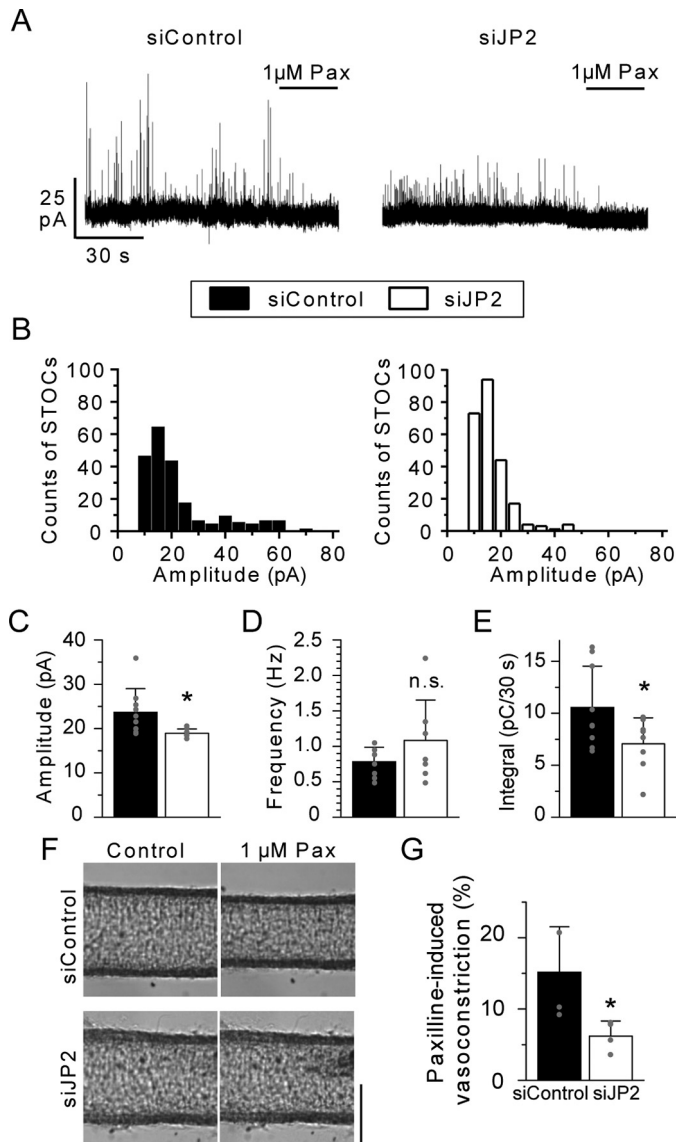 A
siControl
siJP2
1µM Pax
1µM Pax
25
pA
30 s
siControl
siJP2
B
Counts of STOCs
100
80
60
40
20
0
0
20
40
60
80
Amplitude (pA)
Counts of STOCs
100
80
60
40
20
0
0
20
40
60
80
Amplitude (pA)
C
Amplitude (pA)
40
30
20
10
0
*
D
Frequency (Hz)
2.5
2.0
1.5
1.0
0.5
0
n.s.
E
Integral (pC/30 s)
15
10
5
0
*
F
Control
1 µM Pax
siControl
siJP2
G
Paxilline-induced
vasoconstriction (%)
20
10
0
*
siControl
siJP2